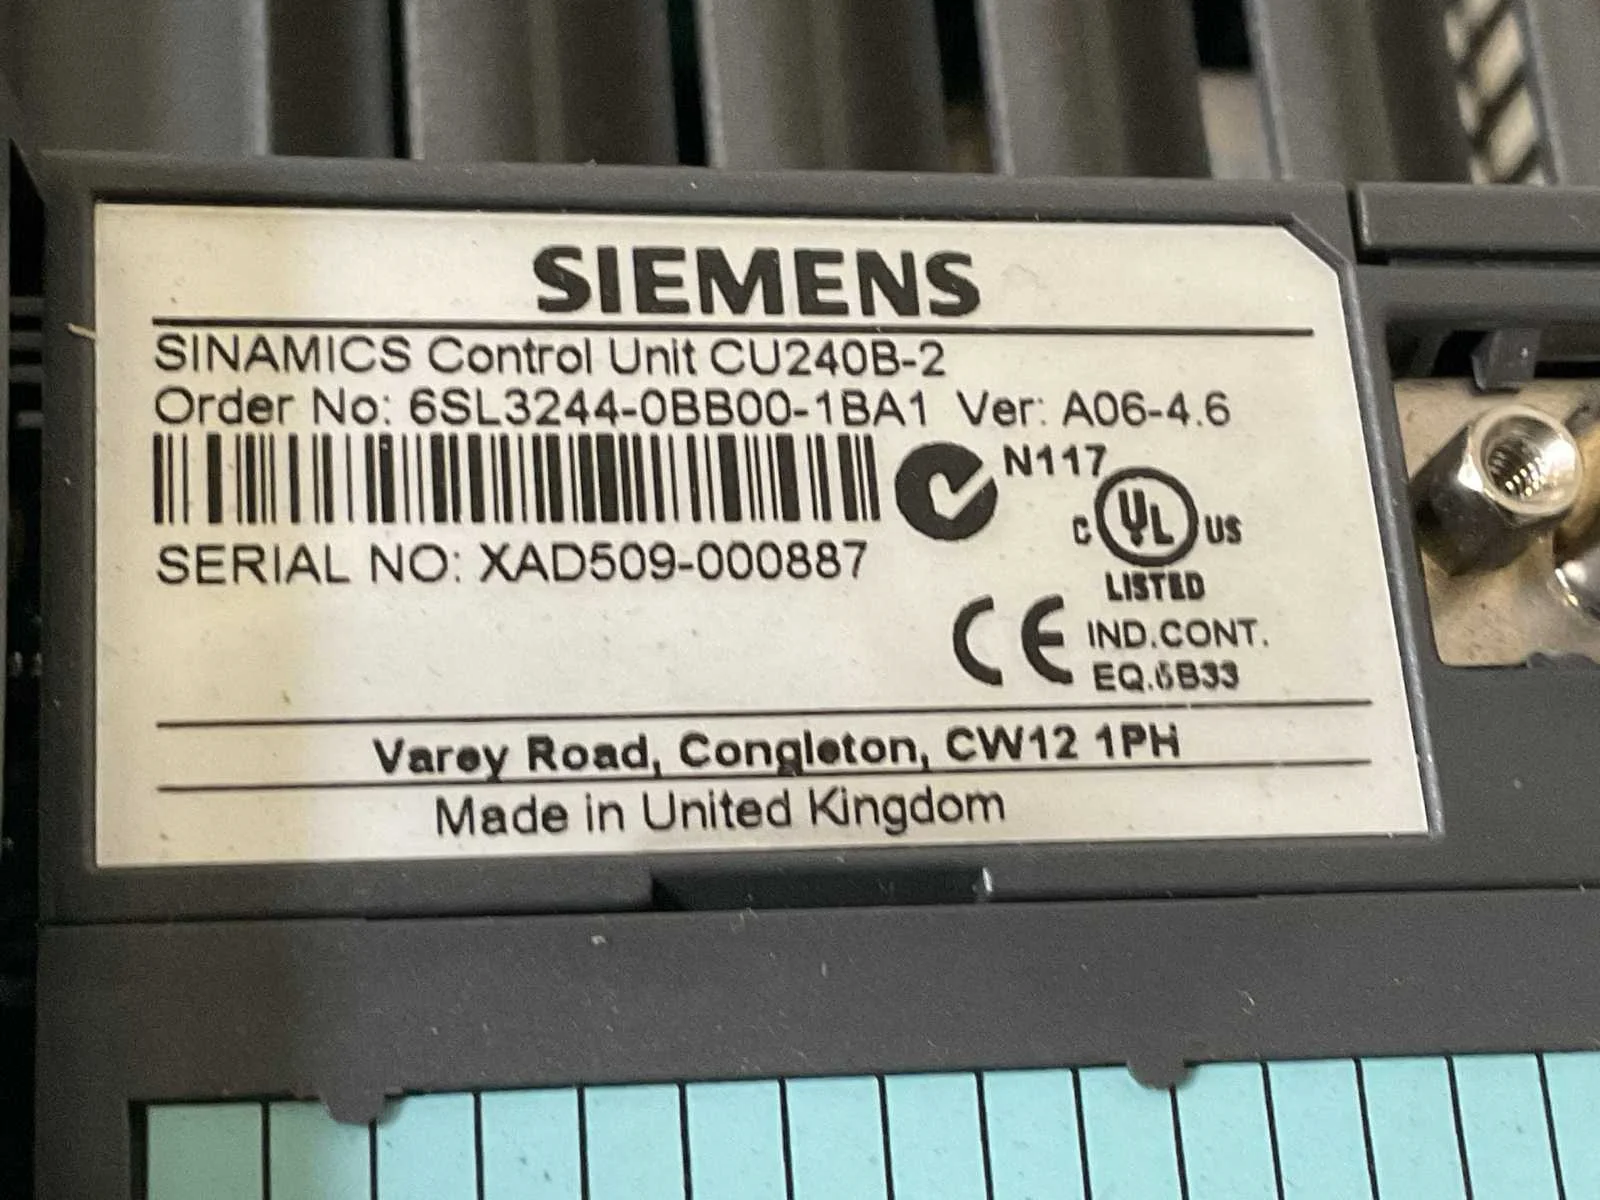 SIEMENS
SINAMICS Control Unit CU240B-2
Order No: 6SL3244-0BB00-1BA1 Ver: A06-4.6
N117
C UL US
LISTED
SERIAL NO: XAD509-000887
CE
IND.CONT.
EQ.6B33
Varey Road, Congleton, CW12 1PH
Made in United Kingdom